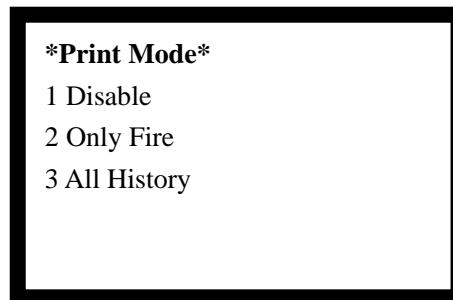 *Print Mode*
1 Disable
2 Only Fire
3 All History